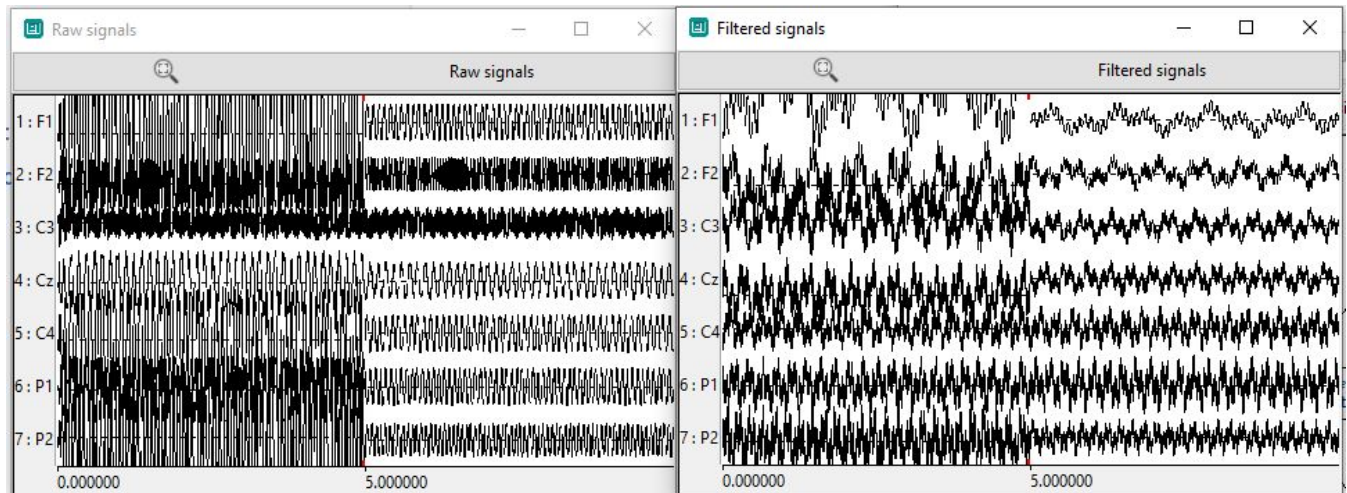 Raw signals
Raw signals
1 : F1
2 : F2
3 : C3
4 : Cz
5 : C4
6 : P1
7 : P2
0.000000 5.000000
Filtered signals
Filtered signals
1 : F1
2 : F2
3 : C3
4 : Cz
5 : C4
6 : P1
7 : P2
0.000000 5.000000